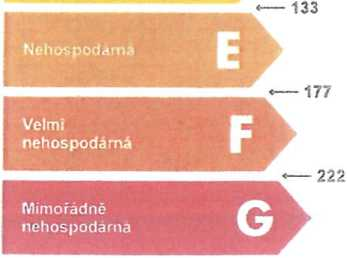 ← 133
Nehospodárná E
← 177
Velmi
nehospodárná F
← 222
Mimořádně
nehospodárná G